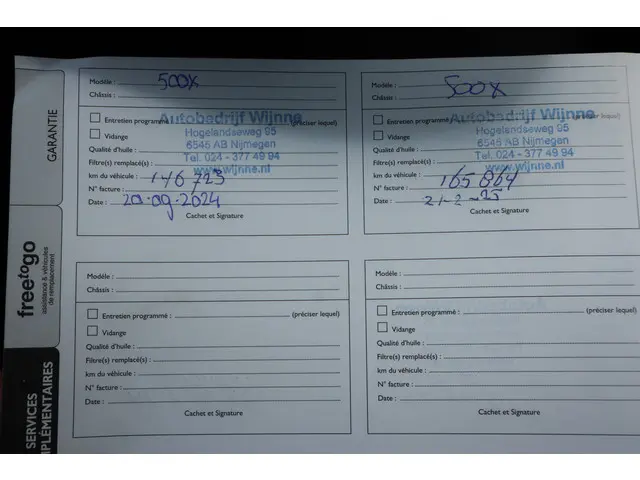 GARANTIE
freetogo
assistance & véhicules
de remplacement
SERVICES
Modèle : 500X
Châssis :
Entretien programmé (préciser lequel)
Vidange
Qualité d'huile :
Filtre(s) remplacé(s) :
km du véhicule : 146723
N° facture :
Date : 20.09.2024
Cachet et Signature
Autobedrijf Wijnne
Hogelandseweg 95
6545 AB Nijmegen
Tel. 024 - 377 49 94
www.wijnne.nl
Modèle : 500X
Châssis :
Entretien programmé (préciser lequel)
Vidange
Qualité d'huile :
Filtre(s) remplacé(s) :
km du véhicule : 165864
N° facture :
Date : 21-2-25
Cachet et Signature
Autobedrijf Wijnne
Hogelandseweg 95
6545 AB Nijmegen
Tel. 024 - 377 49 94
www.wijnne.nl
Modèle :
Châssis :
Entretien programmé : (préciser lequel)
Vidange
Qualité d'huile :
Filtre(s) remplacé(s) :
km du véhicule :
N° facture :
Date :
Cachet et Signature
Modèle :
Châssis :
Entretien programmé : (préciser lequel)
Vidange
Qualité d'huile :
Filtre(s) remplacé(s) :
km du véhicule :
N° facture :
Date :
Cachet et Signature